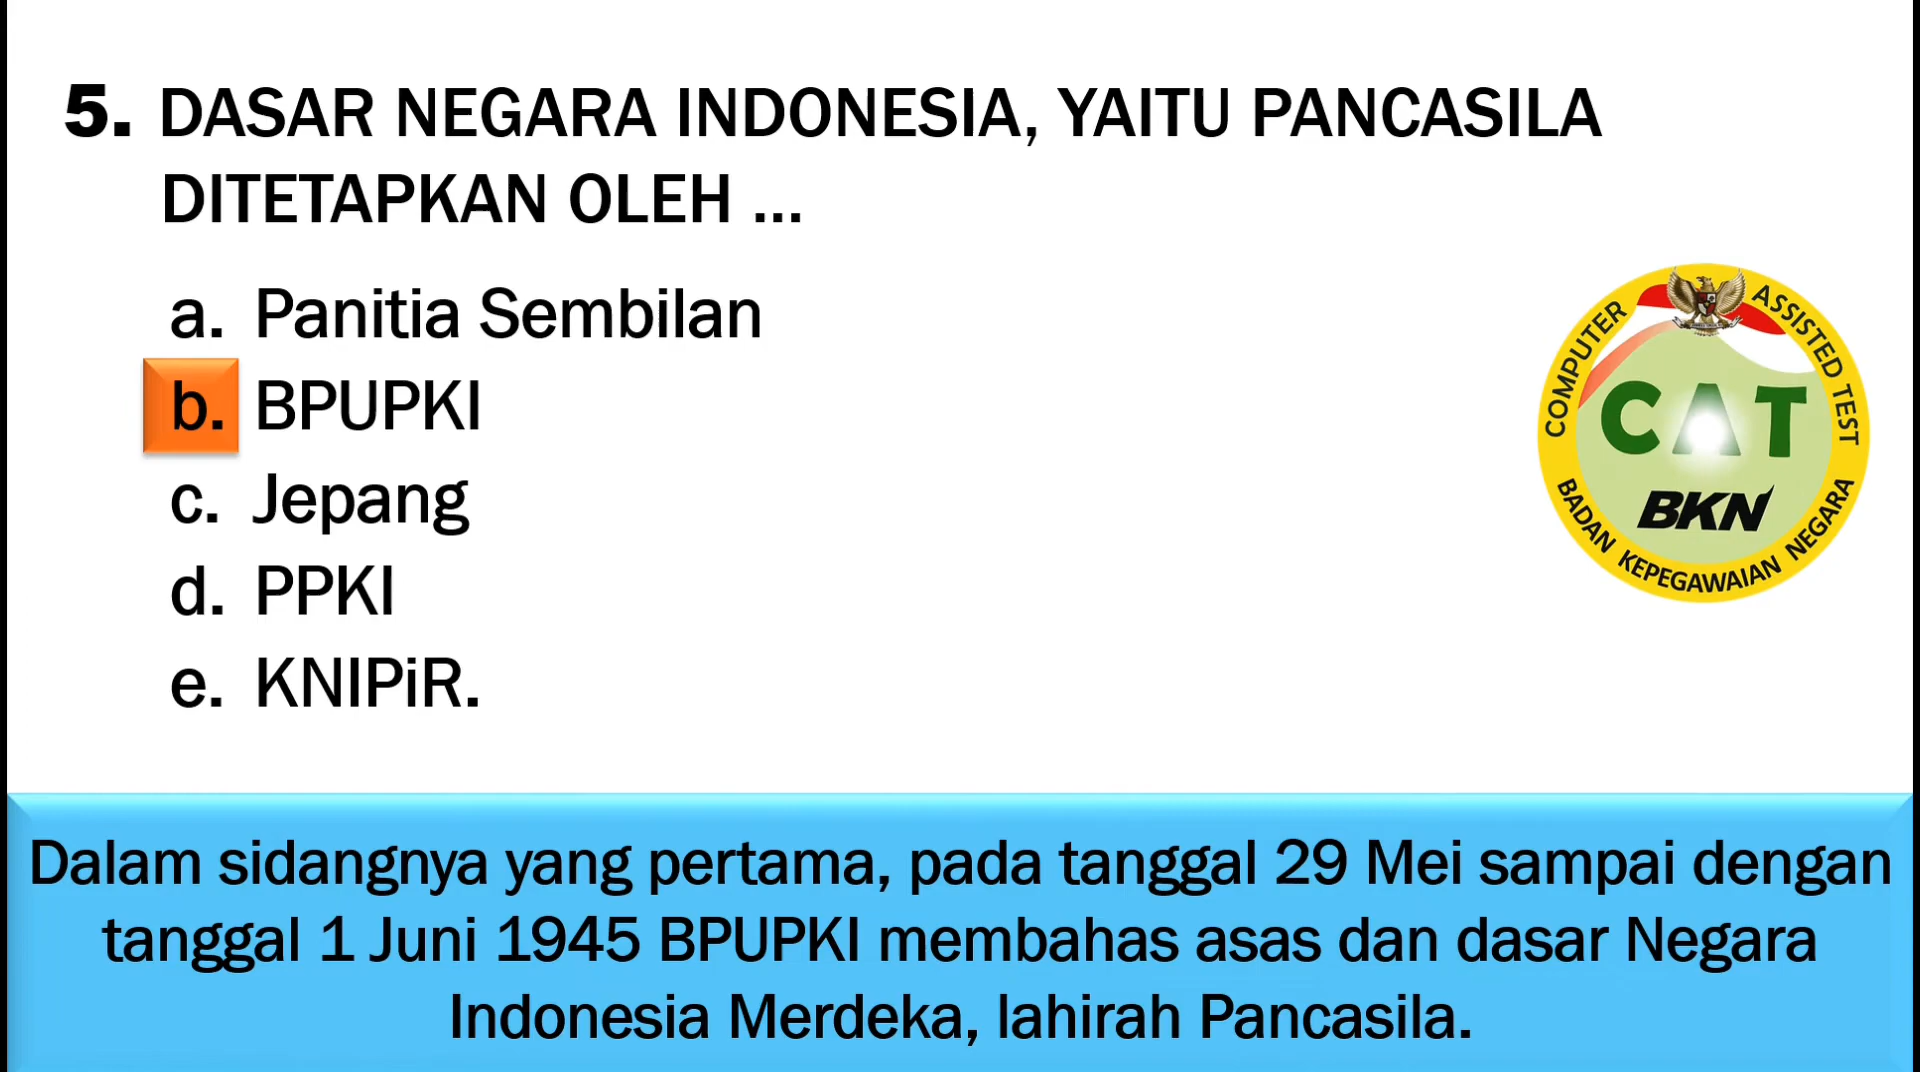 5. DASAR NEGARA INDONESIA, YAITU PANCASILA
DITETAPKAN OLEH ...
a. Panitia Sembilan
b. BPUPKI
c. Jepang
d. PPKI
e. KNIPiR.
COMPUTER ASSISTED TEST
CAT
BKN
BADAN KEPEGAWAIAN NEGARA
Dalam sidangnya yang pertama, pada tanggal 29 Mei sampai dengan
tanggal 1 Juni 1945 BPUPKI membahas asas dan dasar Negara
Indonesia Merdeka, lahirah Pancasila.